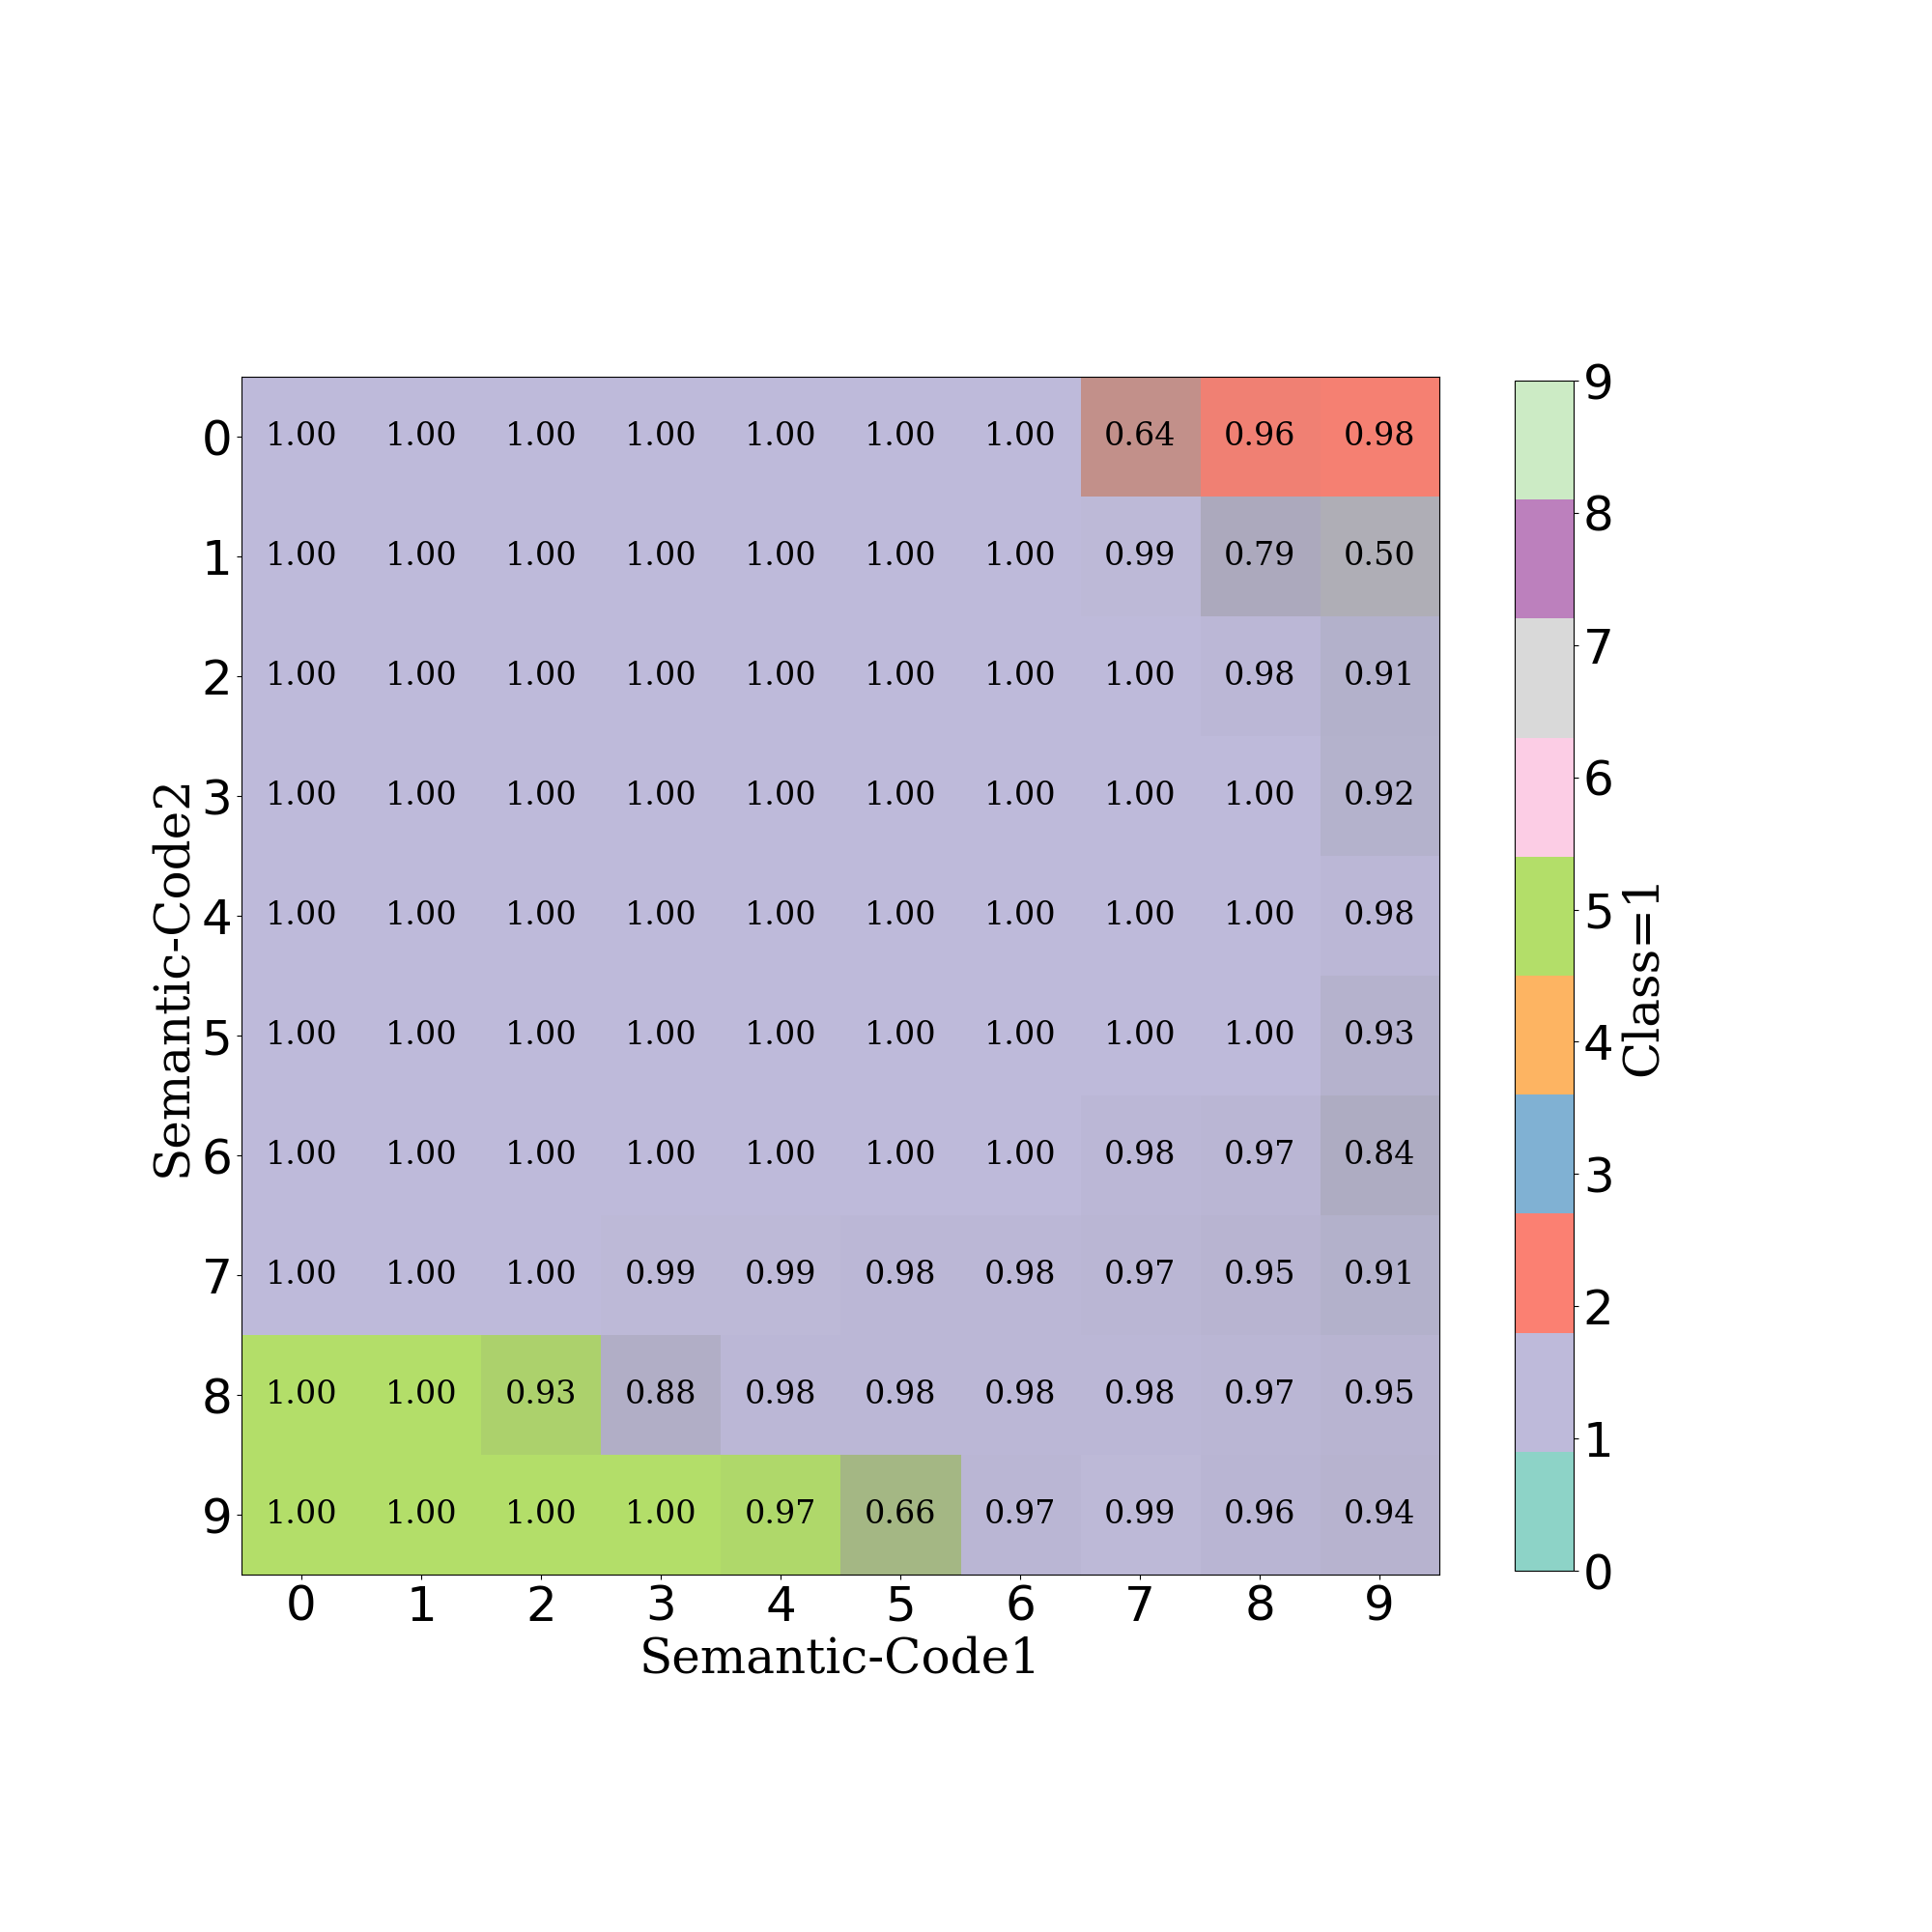 0 1.00 1.00 1.00 1.00 1.00 1.00 1.00 0.64 0.96 0.98
1 1.00 1.00 1.00 1.00 1.00 1.00 1.00 0.99 0.79 0.50
2 1.00 1.00 1.00 1.00 1.00 1.00 1.00 1.00 0.98 0.91
3 1.00 1.00 1.00 1.00 1.00 1.00 1.00 1.00 1.00 0.92
4 1.00 1.00 1.00 1.00 1.00 1.00 1.00 1.00 1.00 0.98
5 1.00 1.00 1.00 1.00 1.00 1.00 1.00 1.00 1.00 0.93
6 1.00 1.00 1.00 1.00 1.00 1.00 1.00 0.98 0.97 0.84
7 1.00 1.00 1.00 0.99 0.99 0.98 0.98 0.97 0.95 0.91
8 1.00 1.00 0.93 0.88 0.98 0.98 0.98 0.98 0.97 0.95
9 1.00 1.00 1.00 1.00 0.97 0.66 0.97 0.99 0.96 0.94
0 1 2 3 4 5 6 7 8 9
Semantic-Code1
Semantic-Code2
9
8
7
6
5
4
3
2
1
0
Class=1